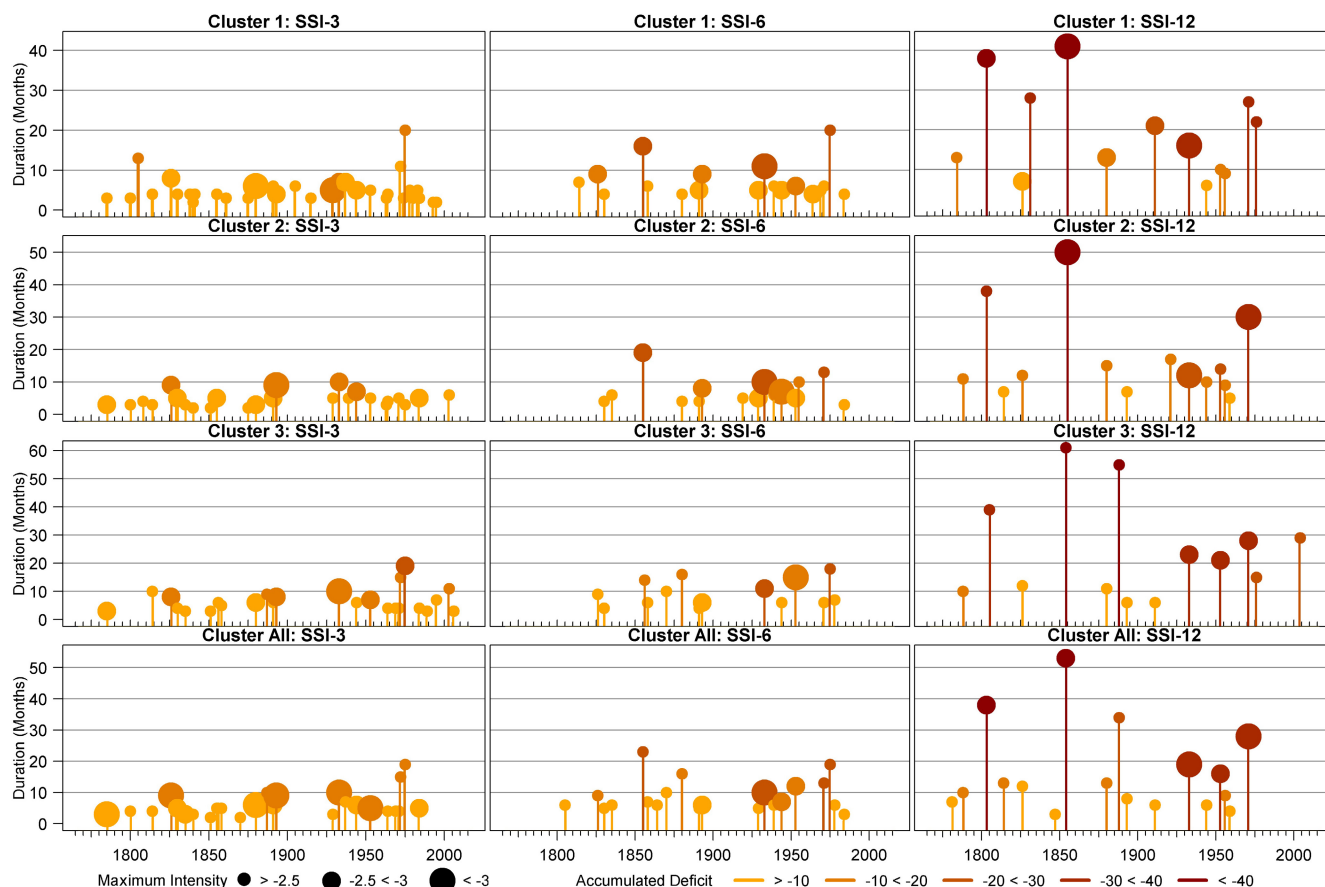 Cluster 1: SSI-3 Cluster 1: SSI-6 Cluster 1: SSI-12
Duration (Months)
40
30
20
10
0
Cluster 2: SSI-3 Cluster 2: SSI-6 Cluster 2: SSI-12
Duration (Months)
50
40
30
20
10
0
Cluster 3: SSI-3 Cluster 3: SSI-6 Cluster 3: SSI-12
Duration (Months)
60
50
40
30
20
10
0
Cluster All: SSI-3 Cluster All: SSI-6 Cluster All: SSI-12
Duration (Months)
50
40
30
20
10
0
1800 1850 1900 1950 2000 1800 1850 1900 1950 2000 1800 1850 1900 1950 2000
Maximum Intensity > -2.5 -2.5 < -3 < -3 Accumulated Deficit > -10 -10 < -20 -20 < -30 -30 < -40 < -40